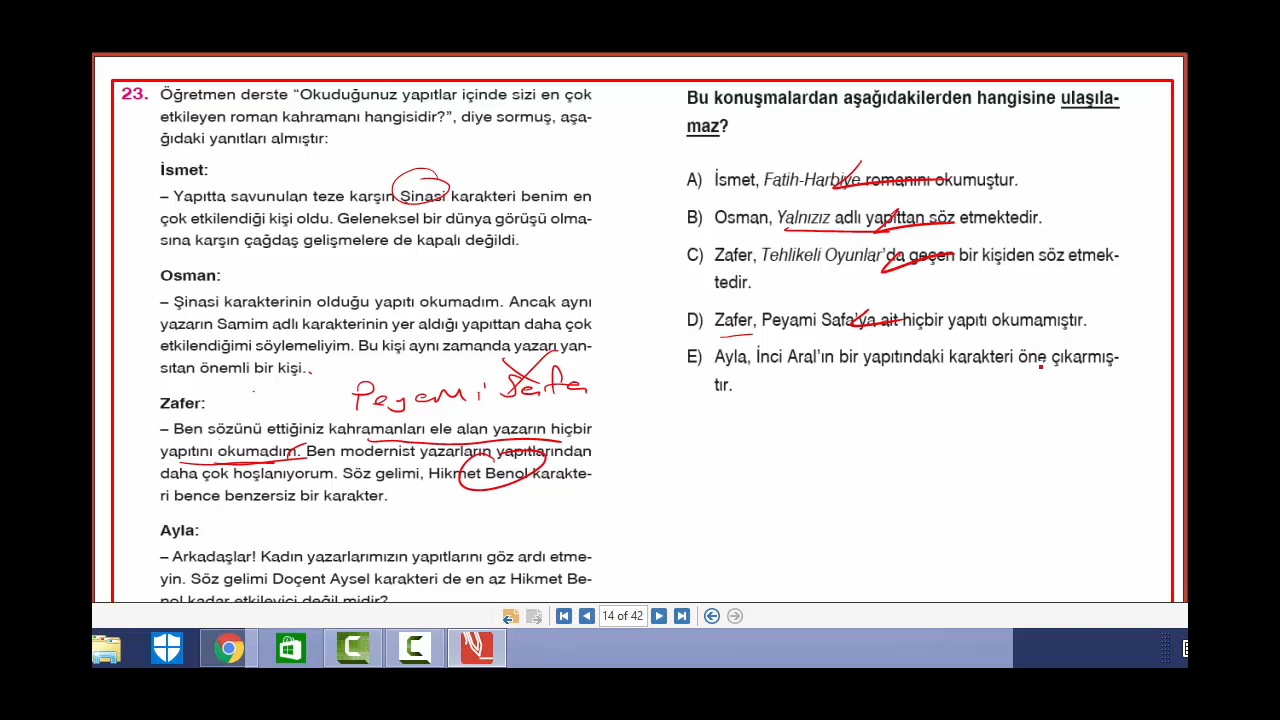 23. Öğretmen derste “Okuduğunuz yapıtlar içinde sizi en çok
etkileyen roman kahramanı hangisidir?”, diye sormuş, aşa-
ğıdaki yanıtları almıştır:
İsmet:
– Yapıtta savunulan teze karşın Şinasi karakteri benim en
çok etkilendiği kişi oldu. Geleneksel bir dünya görüşü olma-
sına karşın çağdaş gelişmelere de kapalı değildi.
Osman:
– Şinasi karakterinin olduğu yapıtı okumadım. Ancak aynı
yazarın Samim adlı karakterinin yer aldığı yapıttan daha çok
etkilendiğimi söylemeliyim. Bu kişi aynı zamanda yazarı yan-
sıtan önemli bir kişi.
Peyami Safa
Zafer:
– Ben sözünü ettiğiniz kahramanları ele alan yazarın hiçbir
yapıtını okumadım. Ben modernist yazarların yapıtlarından
daha çok hoşlanıyorum. Söz gelimi, Hikmet Benol karakte-
ri bence benzersiz bir karakter.
Ayla:
– Arkadaşlar! Kadın yazarlarımızın yapıtlarını göz ardı etme-
yin. Söz gelimi Doçent Aysel karakteri de en az Hikmet Be-
nol kadar etkileyici değil midir?
Bu konuşmalardan aşağıdakilerden hangisine ulaşıla-
maz?
A) İsmet, Fatih-Harbiye romanını okumuştur.
B) Osman, Yalnızız adlı yapıttan söz etmektedir.
C) Zafer, Tehlikeli Oyunlar’da geçen bir kişiden söz etmek-
tedir.
D) Zafer, Peyami Safa’ya ait hiçbir yapıtı okumamıştır.
E) Ayla, İnci Aral’ın bir yapıtındaki karakteri öne çıkarmış-
tır.
14 of 42